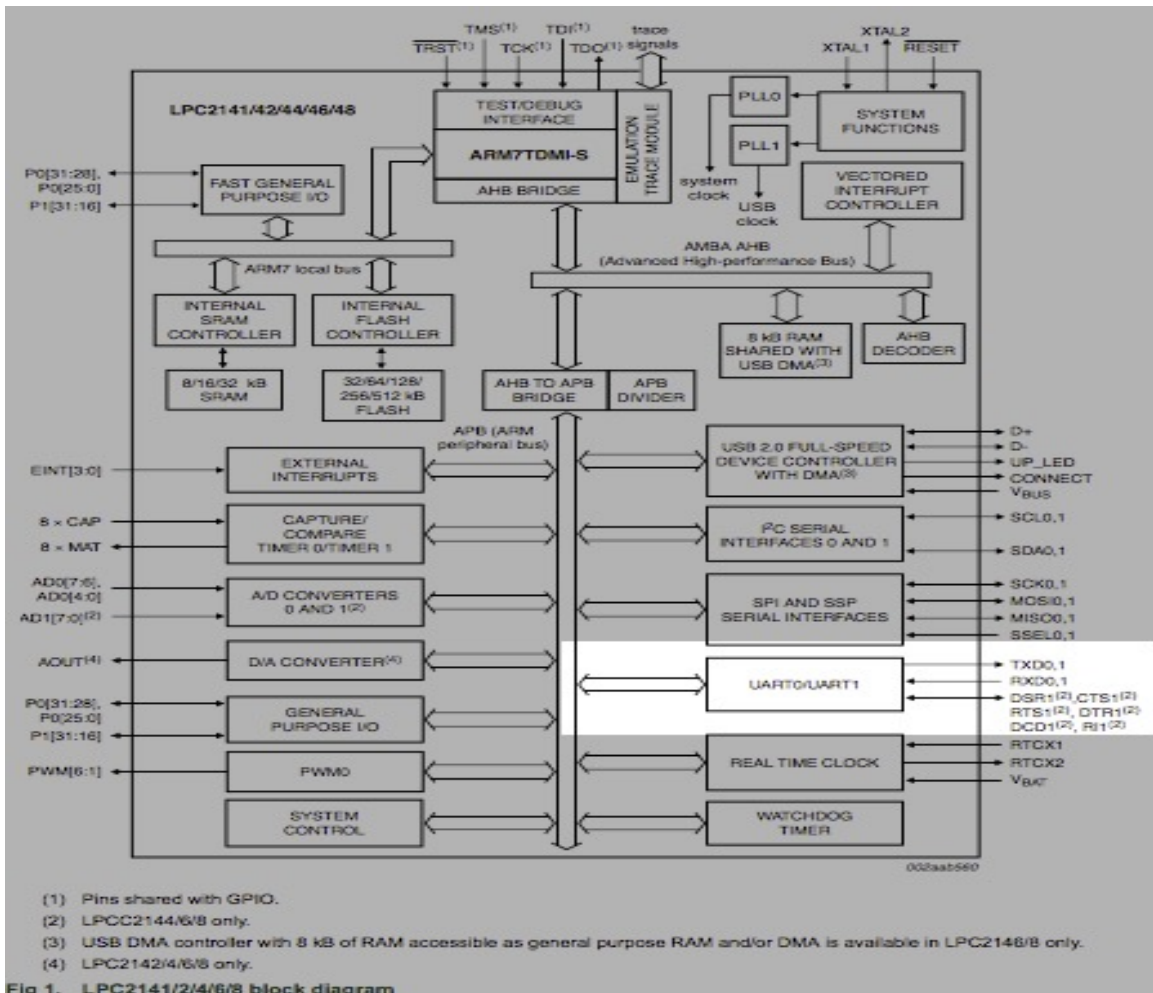 TMS(1) TDI(1) trace
TRST(1) TCK(1) TDO(1) signals
XTAL2
XTAL1 RESET
LPC2141/42/44/46/48
TEST/DEBUG
INTERFACE
ARM7TDMI-S
AHB BRIDGE
EMULATION
TRACE MODULE
PLL0
PLL1
SYSTEM
FUNCTIONS
system
clock
USB
clock
VECTORED
INTERRUPT
CONTROLLER
P0[31:28],
P0[25:0]
P1[31:16]
FAST GENERAL
PURPOSE I/O
ARM7 local bus
AMBA AHB
(Advanced High-performance Bus)
INTERNAL
SRAM
CONTROLLER
INTERNAL
FLASH
CONTROLLER
8/16/32 kB
SRAM
32/64/128/
256/512 kB
FLASH
8 kB RAM
SHARED WITH
USB DMA(3)
AHB
DECODER
AHB TO APB
BRIDGE
APB
DIVIDER
APB (ARM
peripheral bus)
EINT[3:0]
EXTERNAL
INTERRUPTS
8 × CAP
8 × MAT
CAPTURE/
COMPARE
TIMER 0/TIMER 1
AD0[7:6],
AD0[4:0]
AD1[7:0](2)
A/D CONVERTERS
0 AND 1(2)
AOUT(4)
D/A CONVERTER(4)
P0[31:28],
P0[25:0]
P1[31:16]
GENERAL
PURPOSE I/O
PWM[6:1]
PWM0
SYSTEM
CONTROL
USB 2.0 FULL-SPEED
DEVICE CONTROLLER
WITH DMA(3)
D+
D-
UP_LED
CONNECT
VBUS
I2C SERIAL
INTERFACES 0 AND 1
SCL0,1
SDA0,1
SPI AND SSP
SERIAL INTERFACES
SCK0,1
MOSI0,1
MISO0,1
SSEL0,1
UART0/UART1
TXD0,1
RXD0,1
DSR1(2),CTS1(2)
RTS1(2), DTR1(2)
DCD1(2), RI1(2)
REAL TIME CLOCK
RTCX1
RTCX2
VBAT
WATCHDOG
TIMER
002aab560
(1) Pins shared with GPIO.
(2) LPCC2144/6/8 only.
(3) USB DMA controller with 8 kB of RAM accessible as general purpose RAM and/or DMA is available in LPC2146/8 only.
(4) LPC2142/4/6/8 only.
Fig 1. LPC2141/2/4/6/8 block diagram